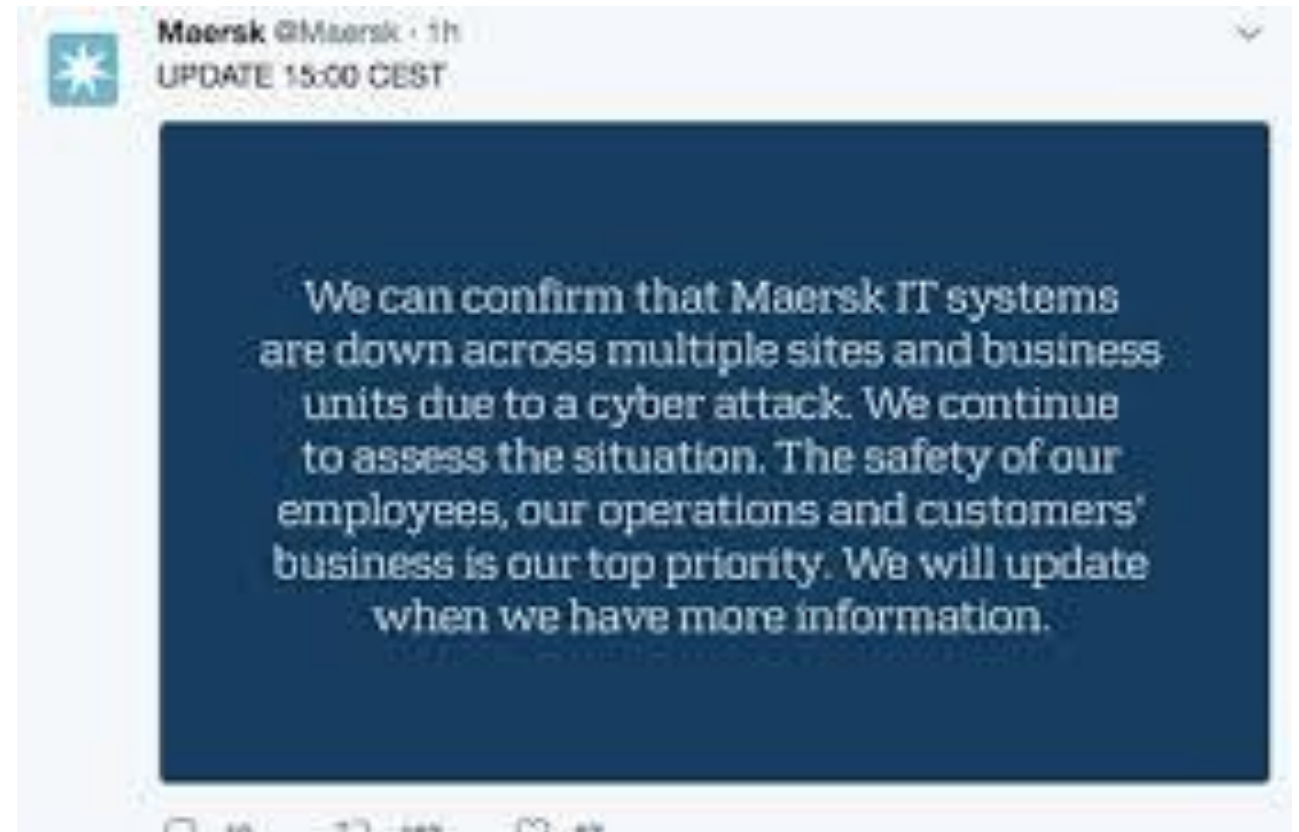 Maersk @Maersk · 1h
UPDATE 15:00 CEST
We can confirm that Maersk IT systems
are down across multiple sites and business
units due to a cyber attack. We continue
to assess the situation. The safety of our
employees, our operations and customers'
business is our top priority. We will update
when we have more information.